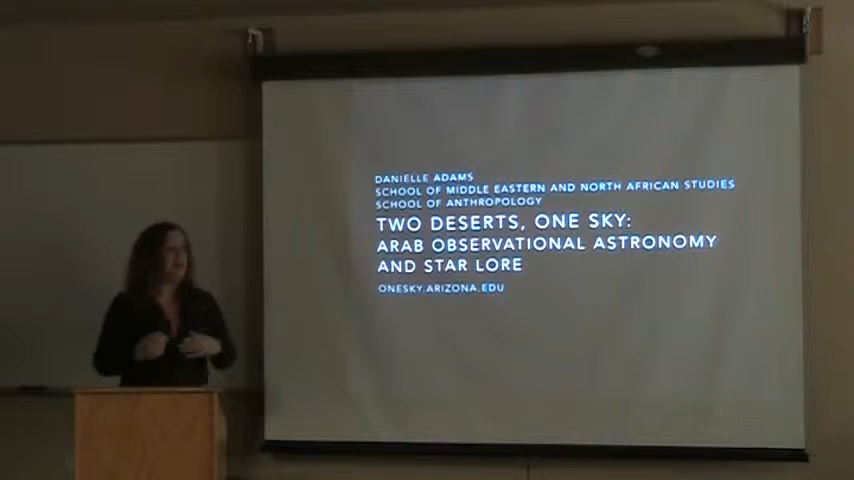 DANIELLE ADAMS
SCHOOL OF MIDDLE EASTERN AND NORTH AFRICAN STUDIES
SCHOOL OF ANTHROPOLOGY
TWO DESERTS, ONE SKY:
ARAB OBSERVATIONAL ASTRONOMY
AND STAR LORE
ONESKY.ARIZONA.EDU